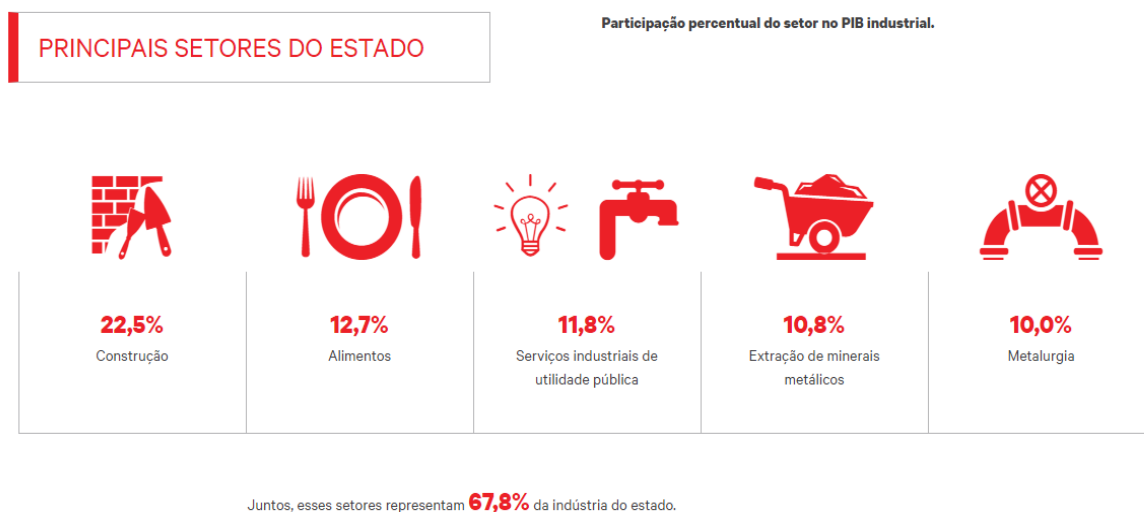 PRINCIPAIS SETORES DO ESTADO
Participação percentual do setor no PIB industrial.
22,5%
Construção
12,7%
Alimentos
11,8%
Serviços industriais de
utilidade pública
10,8%
Extração de minerais
metálicos
10,0%
Metalurgia
Juntos, esses setores representam 67,8% da indústria do estado.